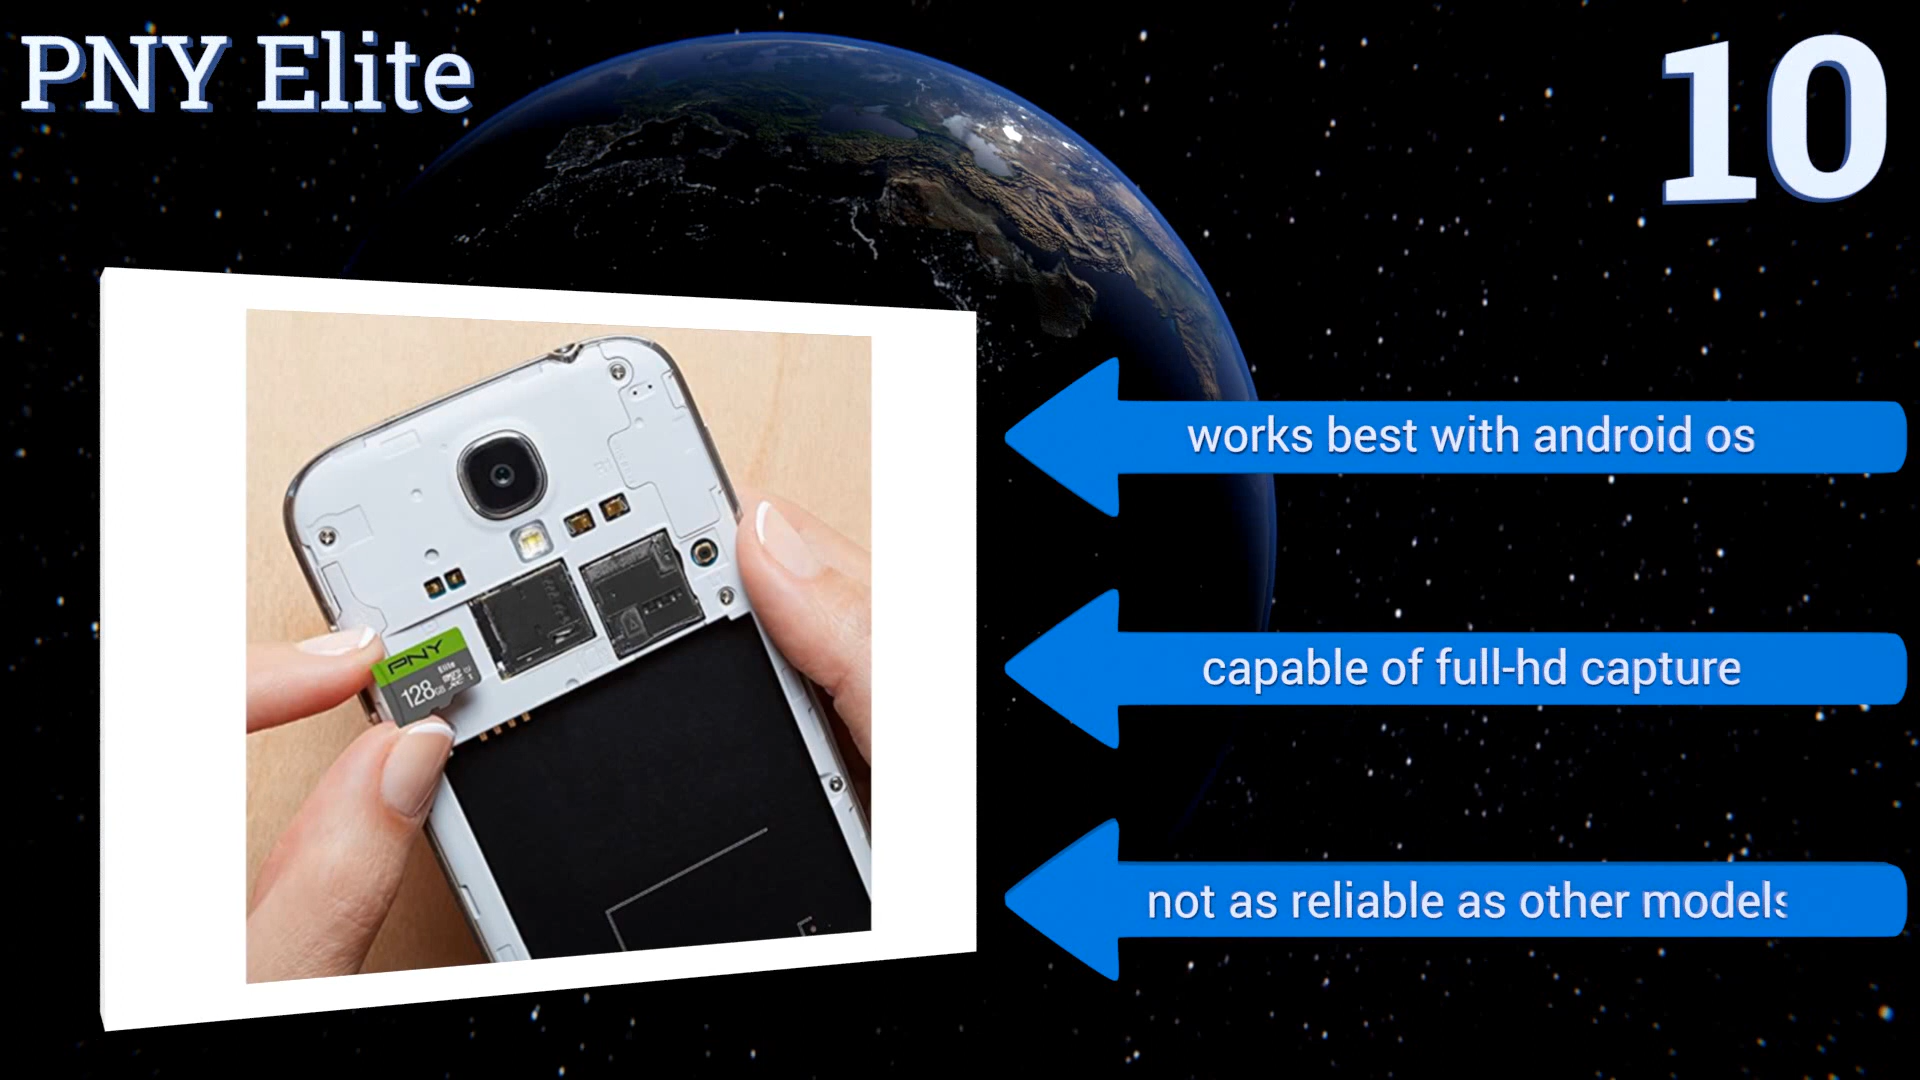 PNY Elite
10
works best with android os
capable of full-hd capture
not as reliable as other models
PNY
Elite
128GB